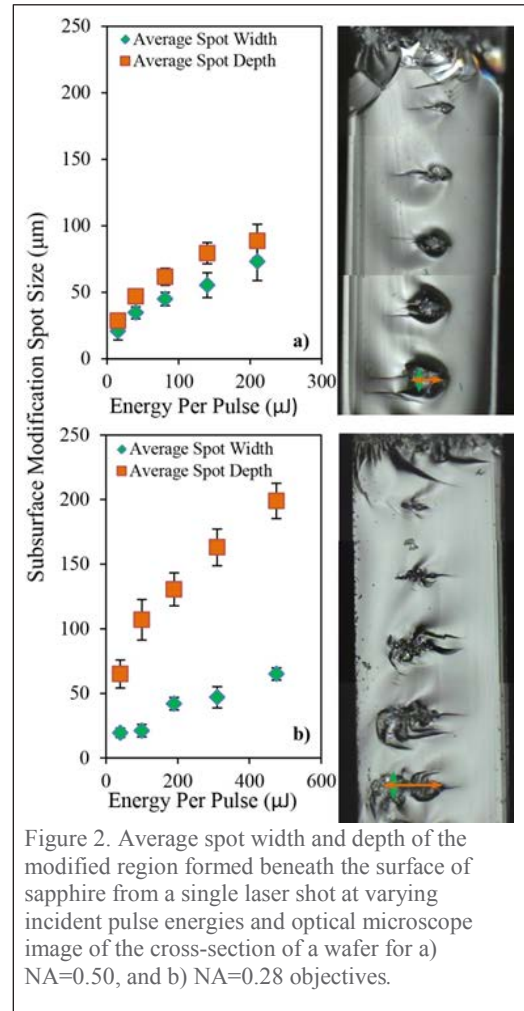 Subsurface Modification Spot Size (µm)
250
200
150
100
50
0
Average Spot Width
Average Spot Depth
a)
0
100
200
300
Energy Per Pulse (µJ)
250
200
150
100
50
0
Average Spot Width
Average Spot Depth
b)
0
200
400
600
Energy Per Pulse (µJ)
Figure 2. Average spot width and depth of the
modified region formed beneath the surface of
sapphire from a single laser shot at varying
incident pulse energies and optical microscope
image of the cross-section of a wafer for a)
NA=0.50, and b) NA=0.28 objectives.